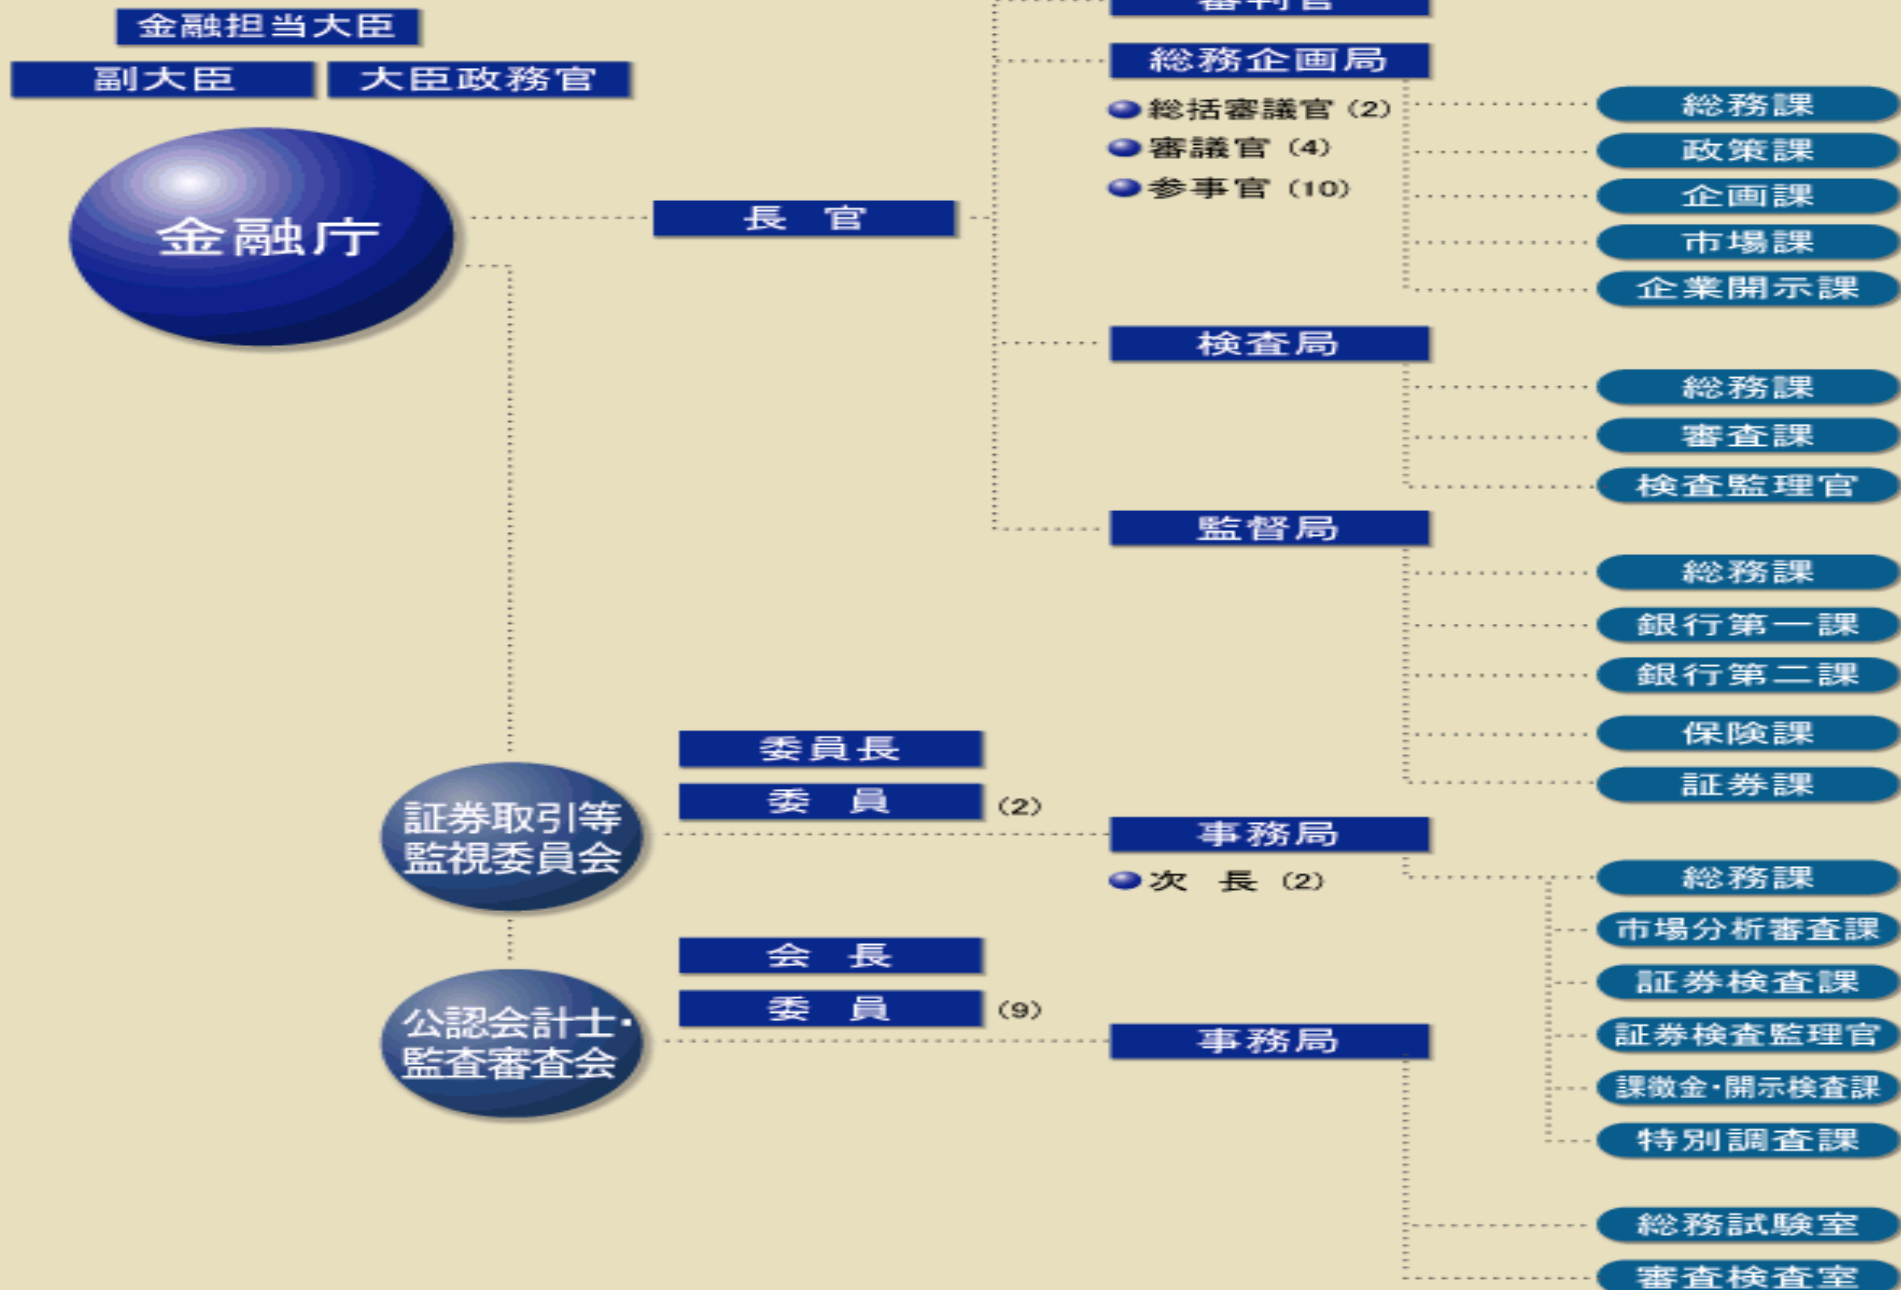 金融担当大臣
副大臣
大臣政務官
金融庁
長 官
審判官
総務企画局
総括審議官 (2)
審議官 (4)
参事官 (10)
総務課
政策課
企画課
市場課
企業開示課
検査局
総務課
審査課
検査監理官
監督局
総務課
銀行第一課
銀行第二課
保険課
証券課
証券取引等
監視委員会
委員長
委 員 (2)
事務局
次 長 (2)
総務課
市場分析審査課
証券検査課
証券検査監理官
課徴金・開示検査課
特別調査課
公認会計士・
監査審査会
会 長
委 員 (9)
事務局
総務試験室
審査検査室